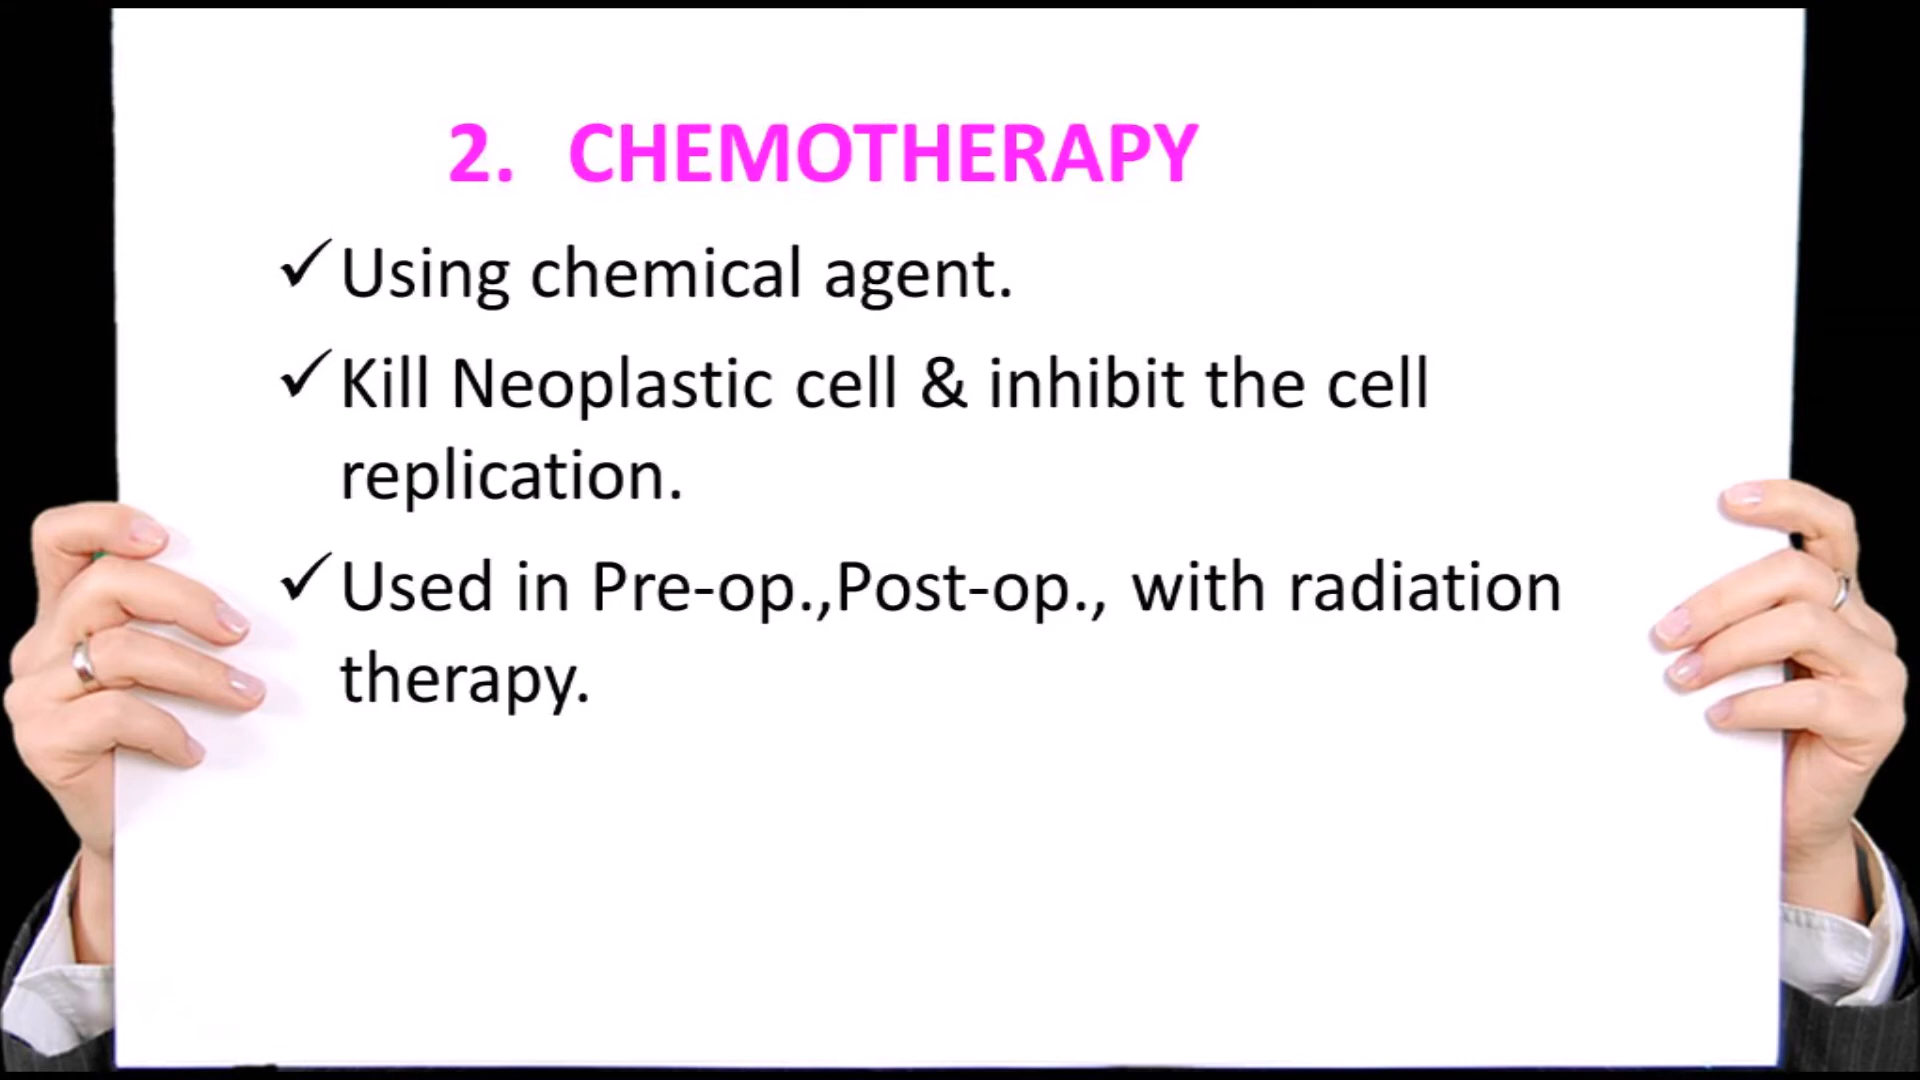 2. CHEMOTHERAPY
✓Using chemical agent.
✓Kill Neoplastic cell & inhibit the cell
replication.
✓Used in Pre-op.,Post-op., with radiation
therapy.